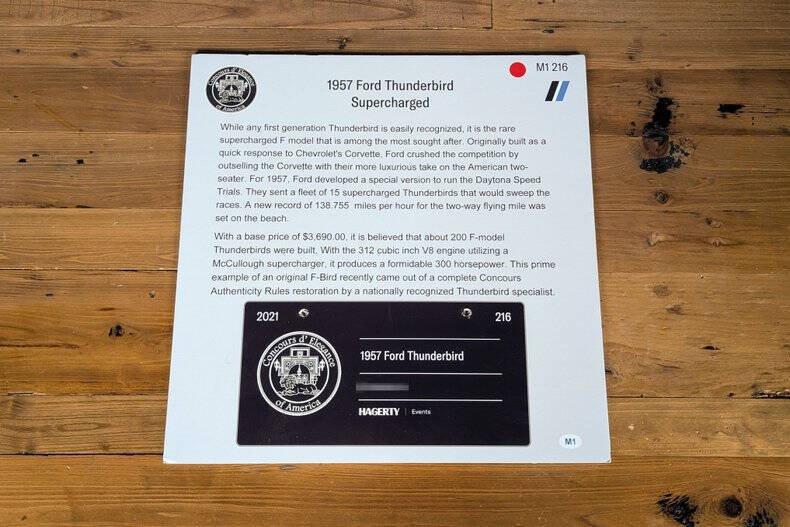 Concours d' Elegance
of America
M1 216
1957 Ford Thunderbird
Supercharged
While any first generation Thunderbird is easily recognized, it is the rare
supercharged F model that is among the most sought after. Originally built as a
quick response to Chevrolet's Corvette, Ford crushed the competition by
outselling the Corvette with their more luxurious take on the American two-
seater. For 1957, Ford developed a special version to run the Daytona Speed
Trials. They sent a fleet of 15 supercharged Thunderbirds that would sweep the
races. A new record of 138.755 miles per hour for the two-way flying mile was
set on the beach.
With a base price of $3,690.00, it is believed that about 200 F-model
Thunderbirds were built. With the 312 cubic inch V8 engine utilizing a
McCullough supercharger, it produces a formidable 300 horsepower. This prime
example of an original F-Bird recently came out of a complete Concours
Authenticity Rules restoration by a nationally recognized Thunderbird specialist.
2021
216
Concours d' Elegance
of America
1957 Ford Thunderbird
HAGERTY | Events
M1